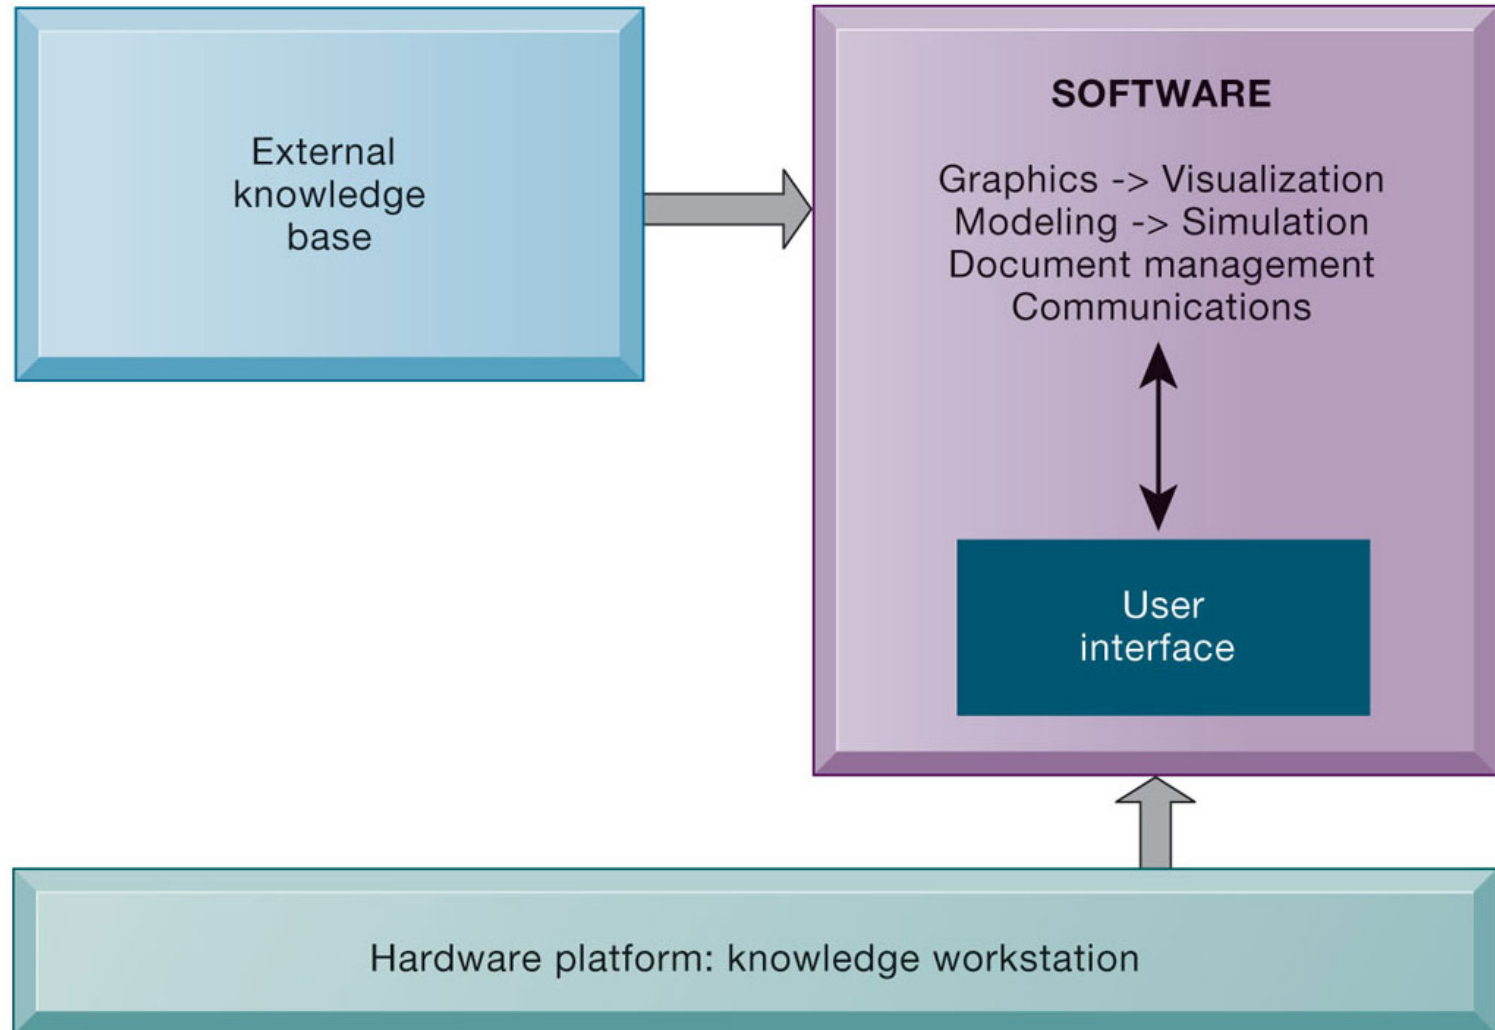 External
knowledge
base
SOFTWARE
Graphics -> Visualization
Modeling -> Simulation
Document management
Communications
User
interface
Hardware platform: knowledge workstation